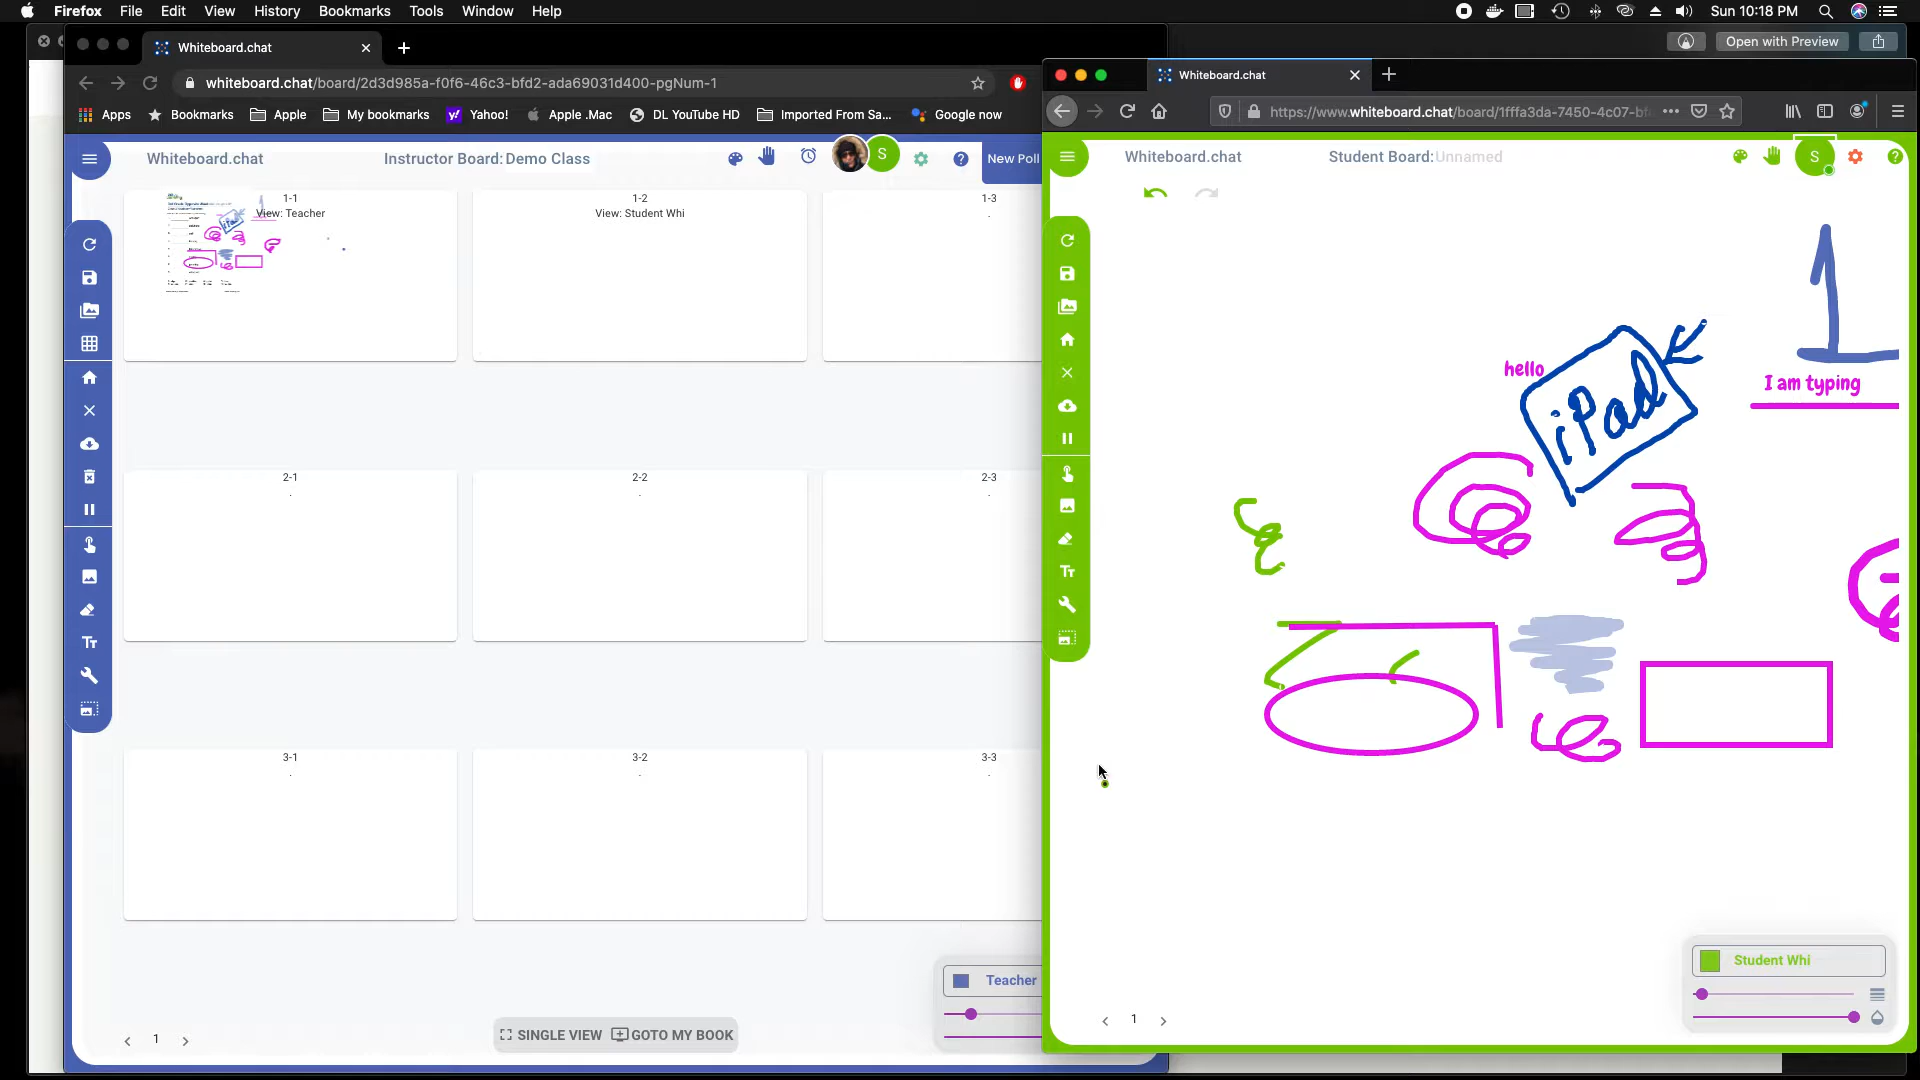 Firefox File Edit View History Bookmarks Tools Window Help
Sun 10:18 PM
Open with Preview
Whiteboard.chat
whiteboard.chat/board/2d3d985a-f0f6-46c3-bfd2-ada69031d400-pgNum-1
Apps Bookmarks Apple My bookmarks Yahoo! Apple .Mac DL YouTube HD Imported From Sa... Google now
Whiteboard.chat Instructor Board: Demo Class S New Poll
1-1
View: Teacher
1-2
View: Student Whi
1-3
2-1
2-2
2-3
3-1
3-2
3-3
Teacher
1
SINGLE VIEW GOTO MY BOOK
Whiteboard.chat
https://www.whiteboard.chat/board/1fffa3da-7450-4c07-bf
Whiteboard.chat Student Board: Unnamed S
1
hello
iPad
I am typing
Student Whi
1